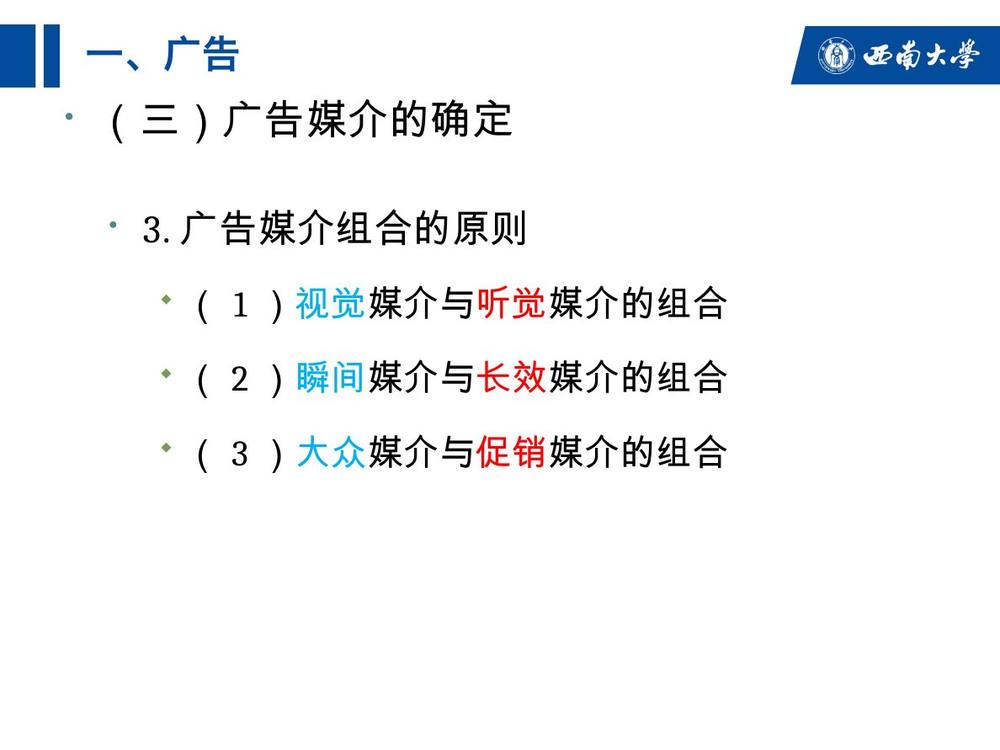 一、广告
西南大学
（三）广告媒介的确定
3.广告媒介组合的原则
（1）视觉媒介与听觉媒介的组合
（2）瞬间媒介与长效媒介的组合
（3）大众媒介与促销媒介的组合